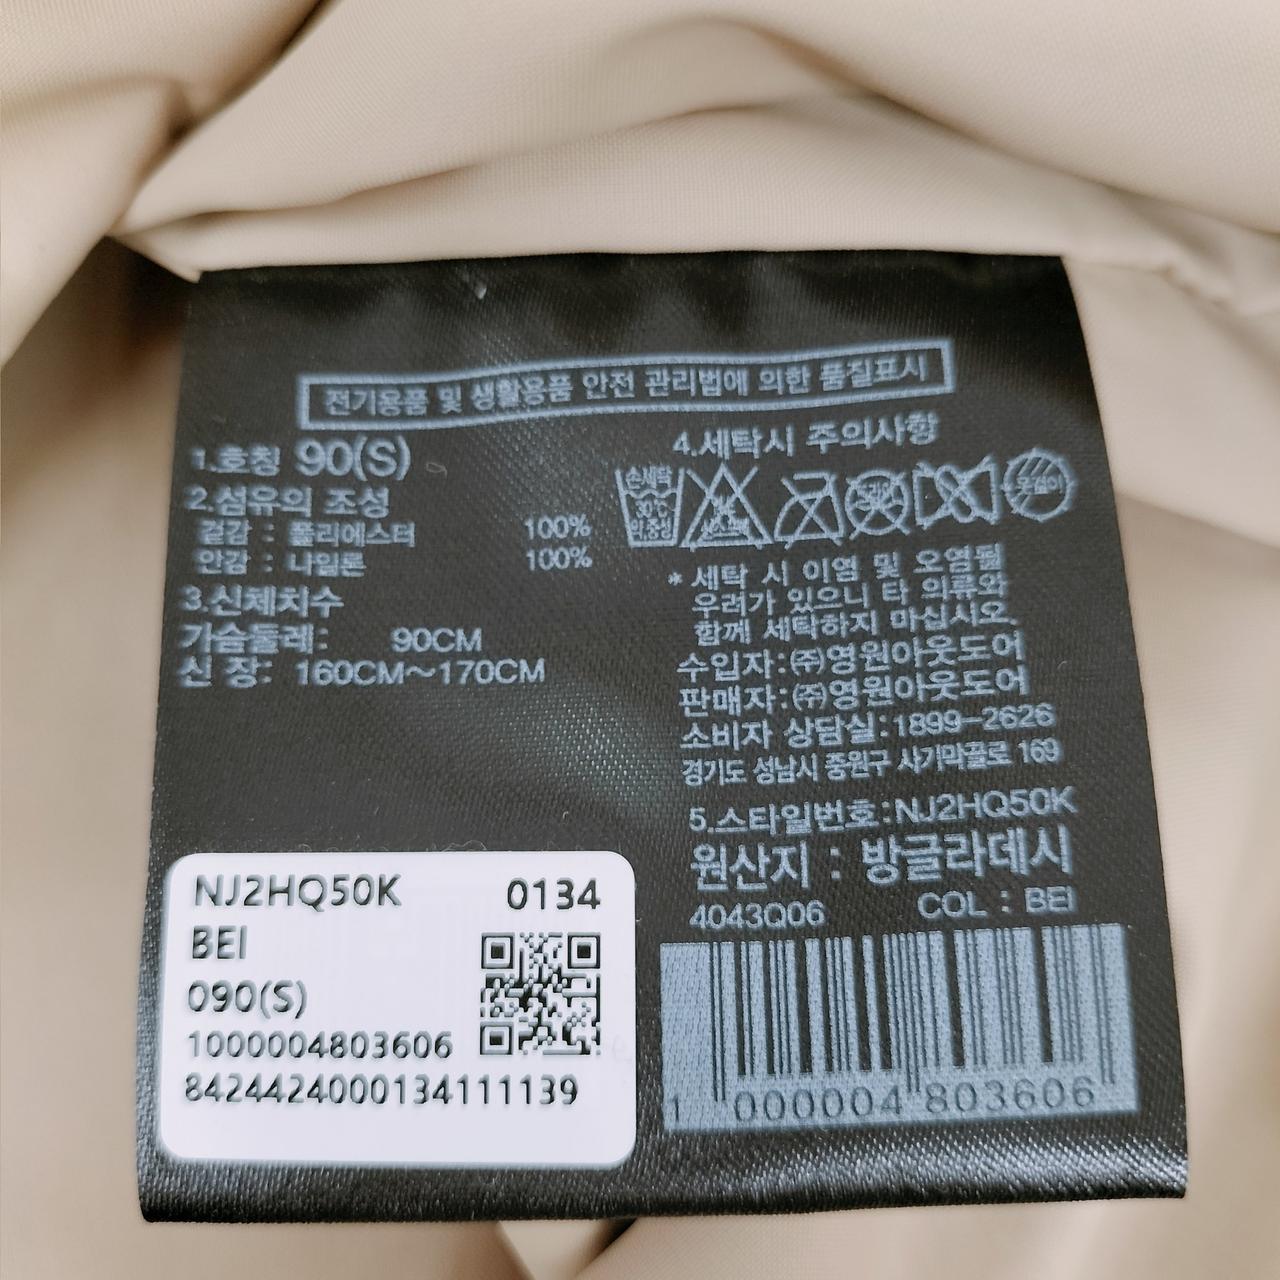 전기용품 및 생활용품 안전 관리법에 의한 품질표시
1.호칭 90(S)
2.섬유의 조성
겉감 : 폴리에스터 100%
안감 : 나일론 100%
3.신체치수
가슴둘레: 90CM
신 장: 160CM~170CM
4.세탁시 주의사항
손세탁
30℃
약중성
* 세탁 시 이염 및 오염될
우려가 있으니 타 의류와
함께 세탁하지 마십시오.
수입자:㈜영원아웃도어
판매자:㈜영원아웃도어
소비자 상담실:1899-2626
경기도 성남시 중원구 사기막골로 169
5.스타일번호:NJ2HQ50K
원산지 : 방글라데시
4043Q06 COL : BEI
1 000004 803606
NJ2HQ50K 0134
BEI
090(S)
1000004803606
8424424000134111139